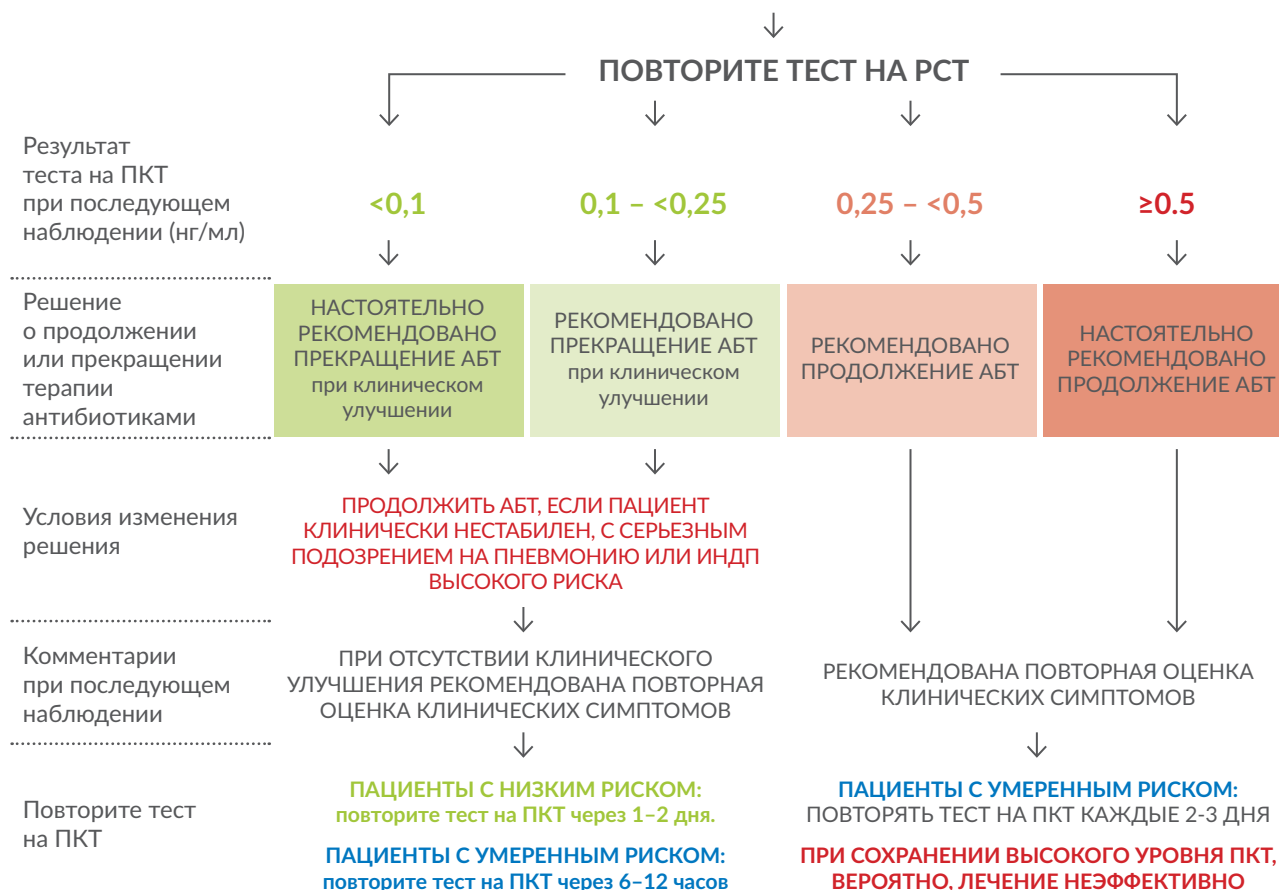 ПОВТОРИТЕ ТЕСТ НА PCT
Результат
теста на ПКТ
при последующем
наблюдении (нг/мл)
<0,1
0,1 – <0,25
0,25 – <0,5
≥0.5
Решение
о продолжении
или прекращении
терапии
антибиотиками
НАСТОЯТЕЛЬНО
РЕКОМЕНДОВАНО
ПРЕКРАЩЕНИЕ АБТ
при клиническом
улучшении
РЕКОМЕНДОВАНО
ПРЕКРАЩЕНИЕ АБТ
при клиническом
улучшении
РЕКОМЕНДОВАНО
ПРОДОЛЖЕНИЕ АБТ
НАСТОЯТЕЛЬНО
РЕКОМЕНДОВАНО
ПРОДОЛЖЕНИЕ АБТ
Условия изменения
решения
ПРОДОЛЖИТЬ АБТ, ЕСЛИ ПАЦИЕНТ
КЛИНИЧЕСКИ НЕСТАБИЛЕН, С СЕРЬЕЗНЫМ
ПОДОЗРЕНИЕМ НА ПНЕВМОНИЮ ИЛИ ИНДП
ВЫСОКОГО РИСКА
Комментарии
при последующем
наблюдении
ПРИ ОТСУТСТВИИ КЛИНИЧЕСКОГО
УЛУЧШЕНИЯ РЕКОМЕНДОВАНА ПОВТОРНАЯ
ОЦЕНКА КЛИНИЧЕСКИХ СИМПТОМОВ
РЕКОМЕНДОВАНА ПОВТОРНАЯ ОЦЕНКА
КЛИНИЧЕСКИХ СИМПТОМОВ
Повторите тест
на ПКТ
ПАЦИЕНТЫ С НИЗКИМ РИСКОМ:
повторите тест на ПКТ через 1–2 дня.
ПАЦИЕНТЫ С УМЕРЕННЫМ РИСКОМ:
повторите тест на ПКТ через 6–12 часов
ПАЦИЕНТЫ С УМЕРЕННЫМ РИСКОМ:
ПОВТОРЯТЬ ТЕСТ НА ПКТ КАЖДЫЕ 2-3 ДНЯ
ПРИ СОХРАНЕНИИ ВЫСОКОГО УРОВНЯ ПКТ,
ВЕРОЯТНО, ЛЕЧЕНИЕ НЕЭФФЕКТИВНО